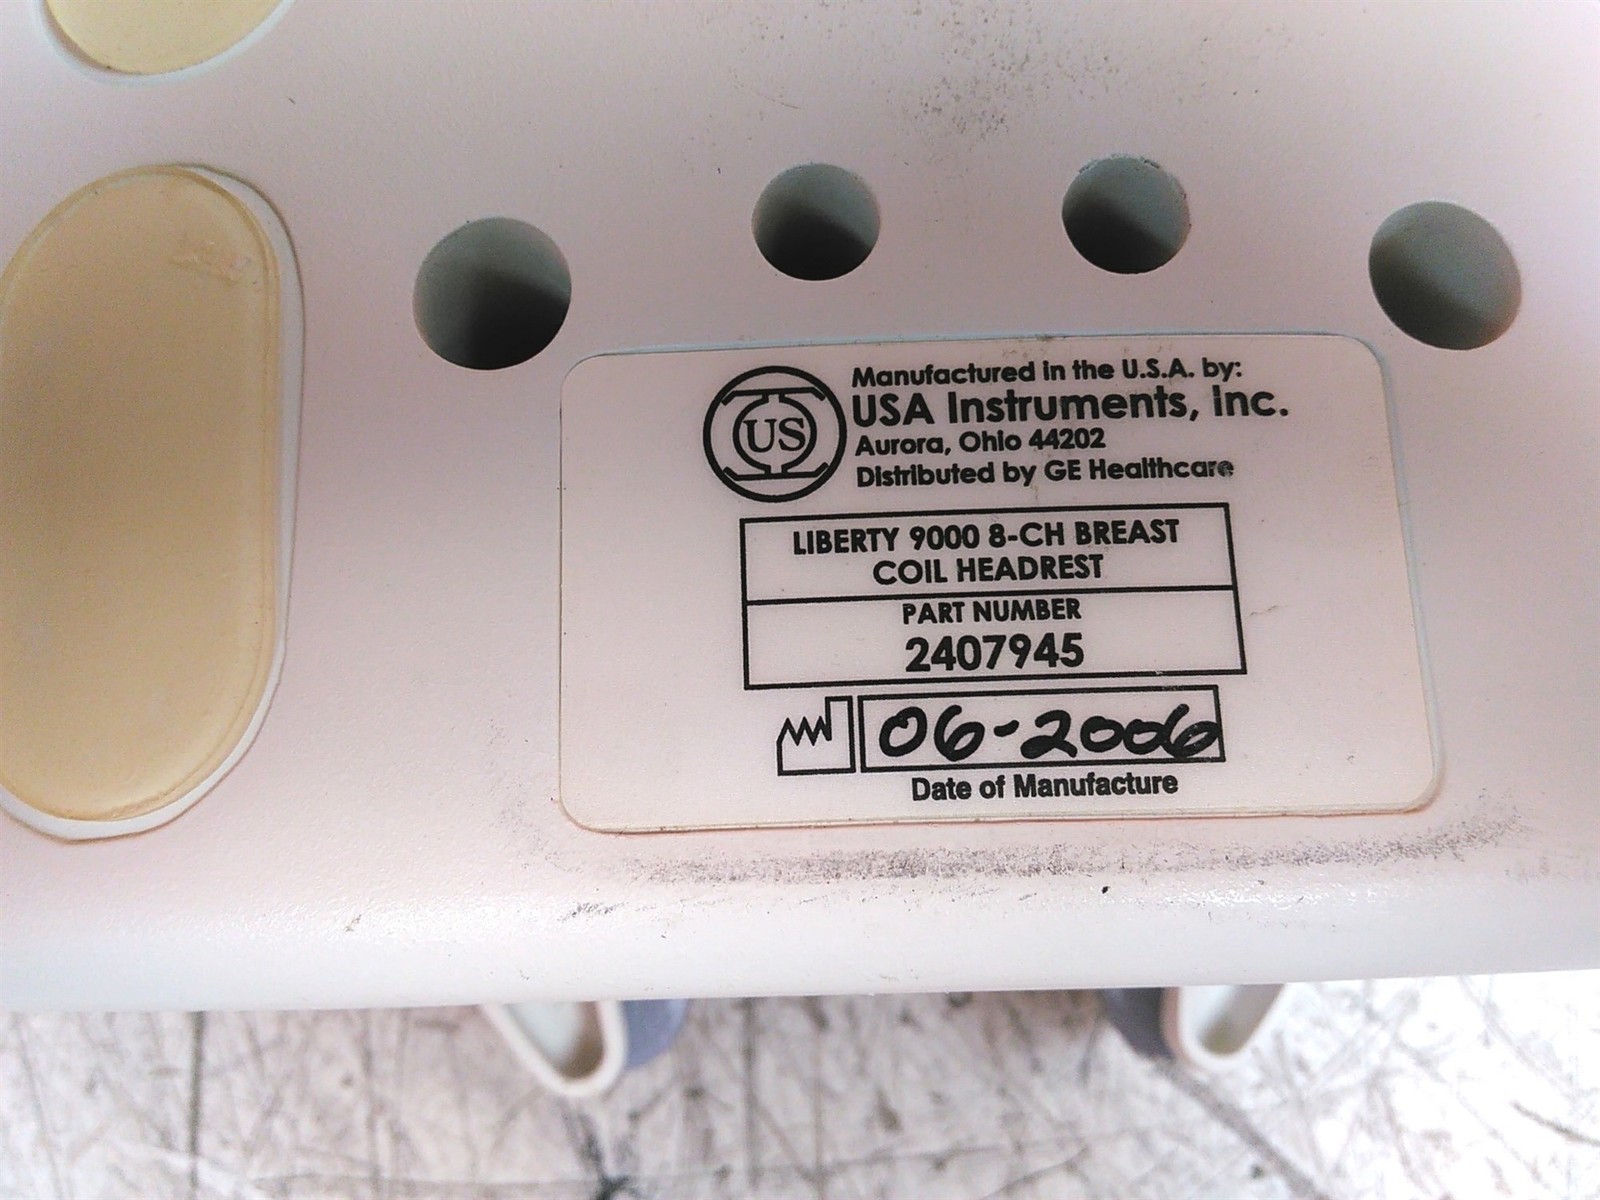 US
Manufactured in the U.S.A. by:
USA Instruments, Inc.
Aurora, Ohio 44202
Distributed by GE Healthcare
LIBERTY 9000 8-CH BREAST
COIL HEADREST
PART NUMBER
2407945
06-2006
Date of Manufacture